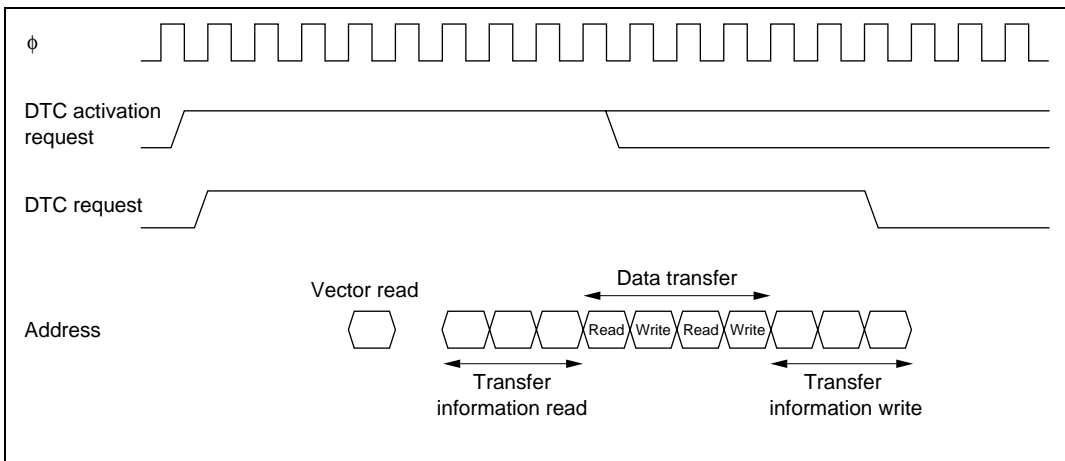 φ
DTC activation
request
DTC request
Data transfer
Vector read
Address
Read Write Read Write
Transfer
information read
Transfer
information write